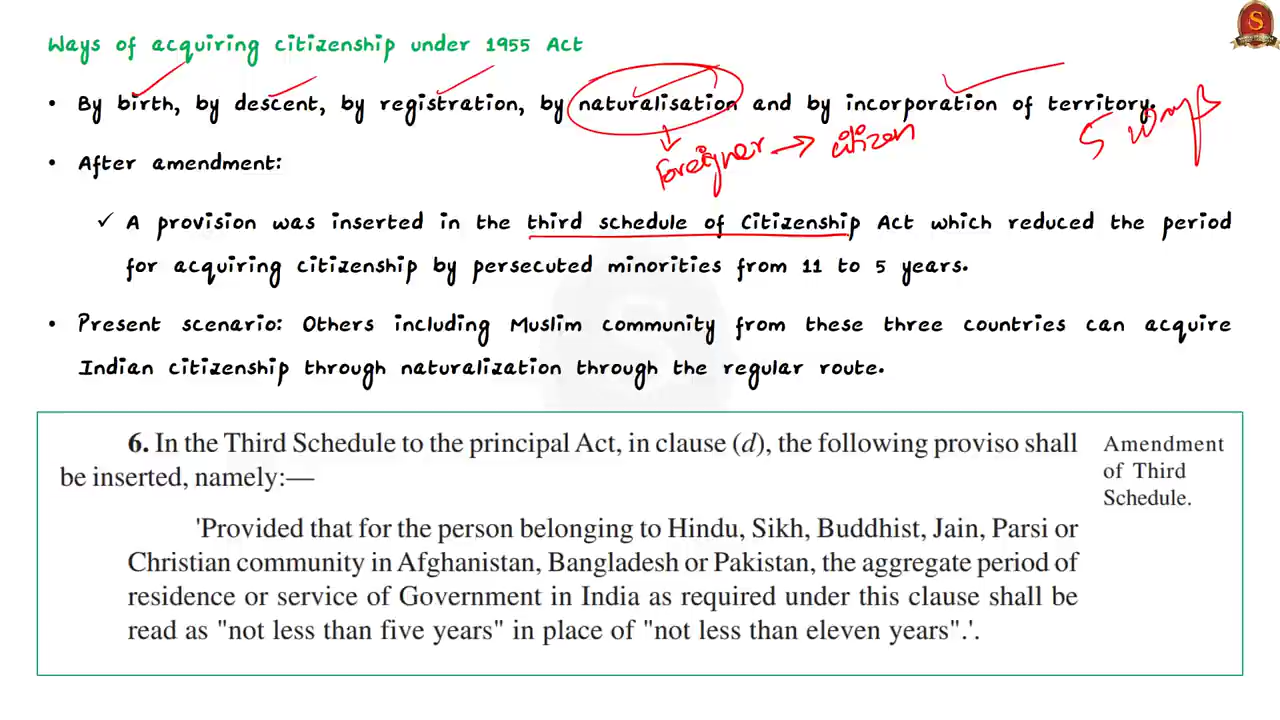 Ways of acquiring citizenship under 1955 Act
• By birth, by descent, by registration, by naturalisation and by incorporation of territory.
5 ways
Foreigner → citizen
• After amendment:
✓ A provision was inserted in the third schedule of Citizenship Act which reduced the period
for acquiring citizenship by persecuted minorities from 11 to 5 years.
• Present scenario: Others including Muslim community from these three countries can acquire
Indian citizenship through naturalization through the regular route.
6. In the Third Schedule to the principal Act, in clause (d), the following proviso shall
be inserted, namely:—
Amendment
of Third
Schedule.
'Provided that for the person belonging to Hindu, Sikh, Buddhist, Jain, Parsi or
Christian community in Afghanistan, Bangladesh or Pakistan, the aggregate period of
residence or service of Government in India as required under this clause shall be
read as "not less than five years" in place of "not less than eleven years".'.